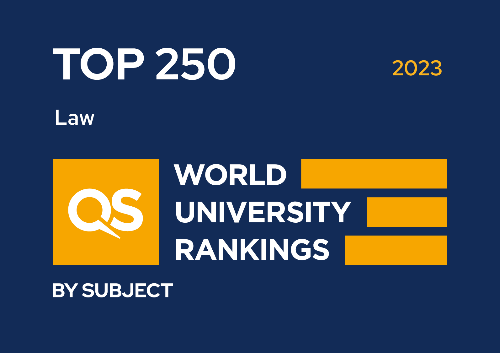 TOP 250
2023
Law
QS
WORLD
UNIVERSITY
RANKINGS
BY SUBJECT